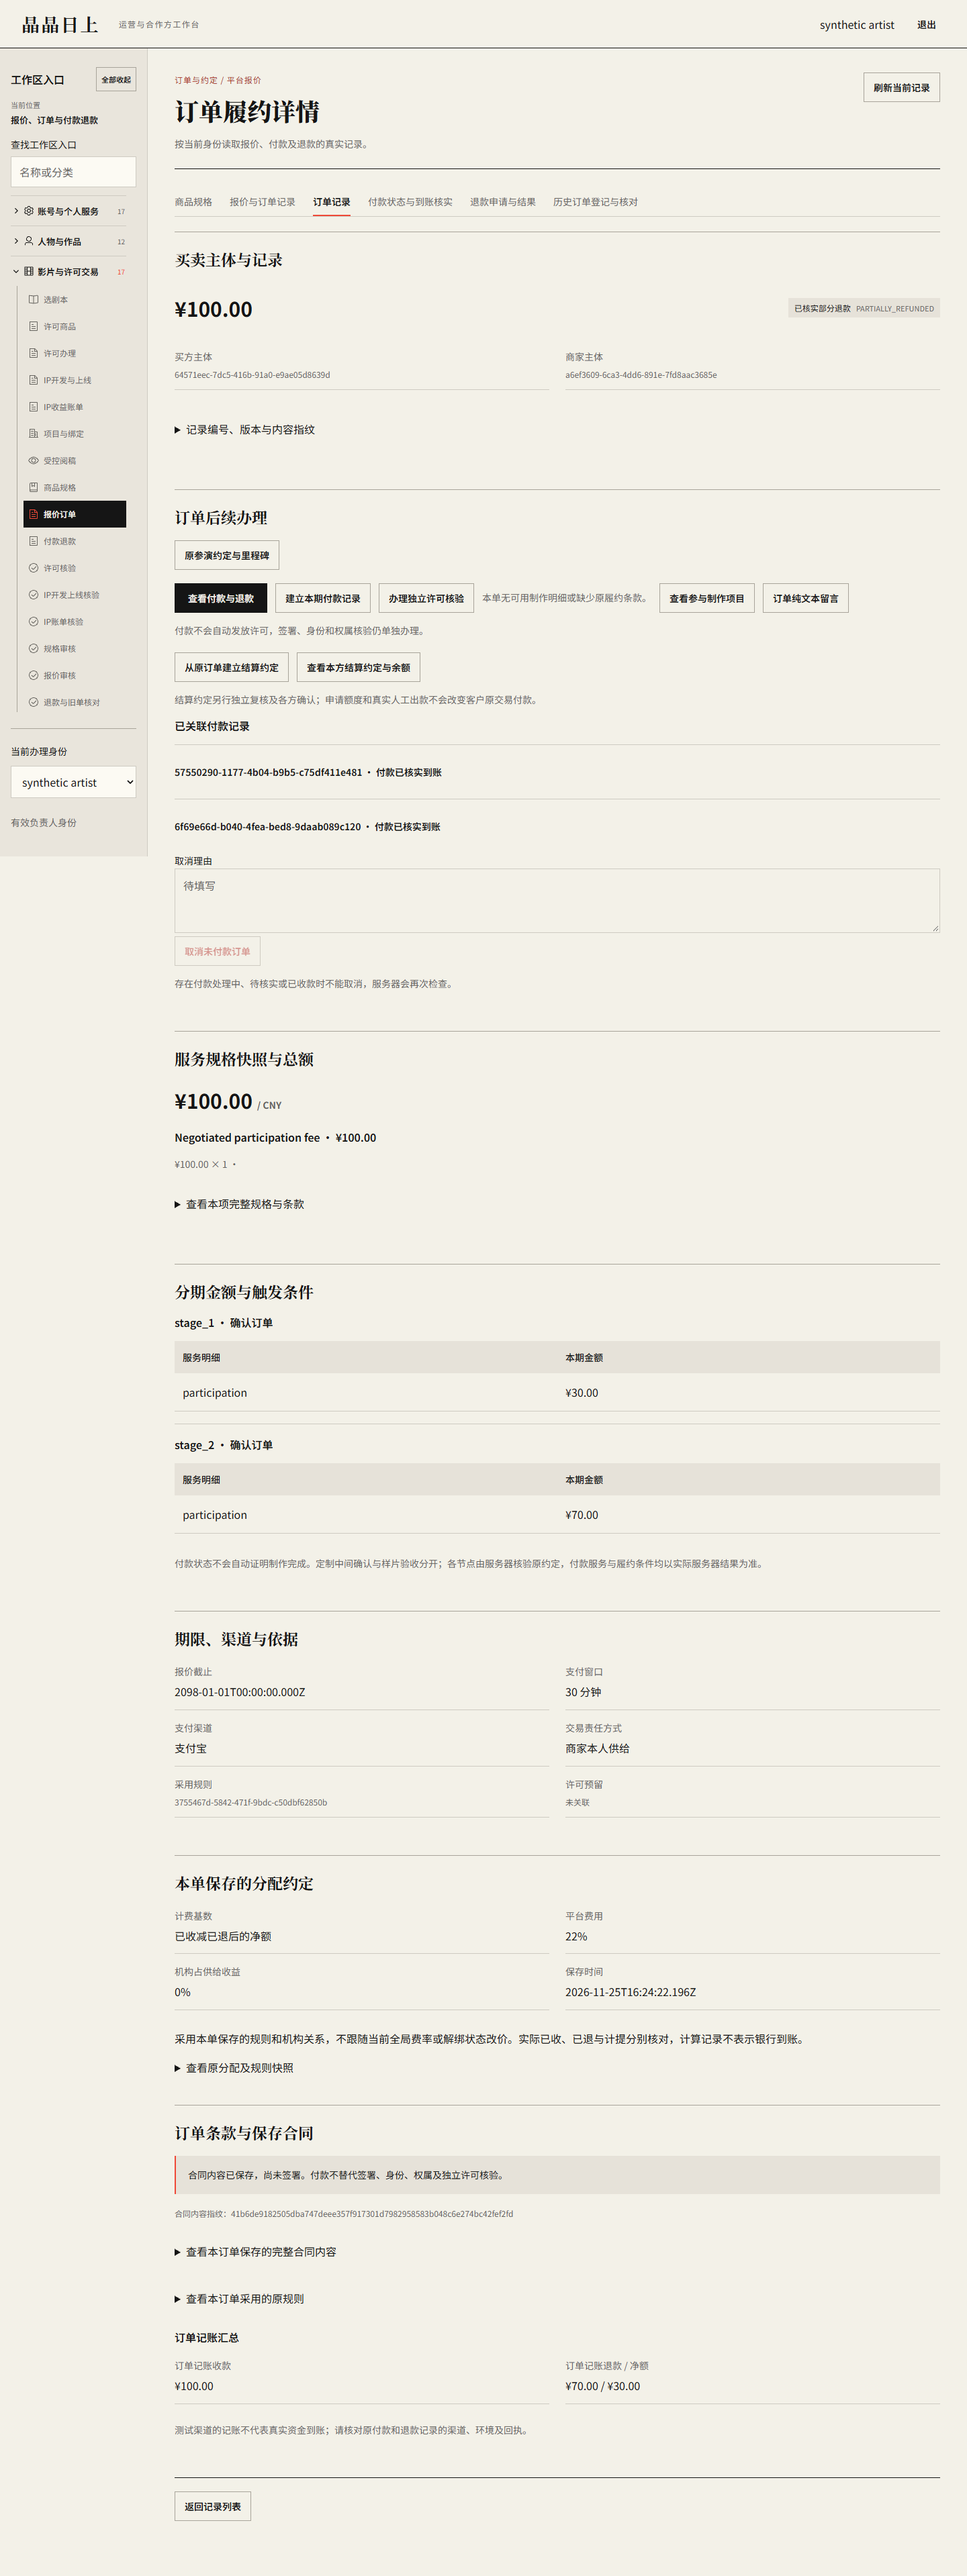 晶晶日上
运营与合作方工作台
synthetic artist
退出
工作区入口
全部收起
当前位置
报价、订单与付款退款
查找工作区入口
名称或分类
账号与个人服务 17
人物与作品 12
影片与许可交易 17
选剧本
许可商品
许可办理
IP开发与上线
IP收益账单
项目与绑定
受控阅稿
商品规格
报价订单
付款退款
许可核验
IP开发上线核验
IP账单核验
规格审核
报价审核
退款与旧单核对
当前办理身份
synthetic artist
有效负责人身份
订单与约定 / 平台报价
订单履约详情
刷新当前记录
按当前身份读取报价、付款及退款的真实记录。
商品规格 报价与订单记录 订单记录 付款状态与到账核实 退款申请与结果 历史订单登记与核对
买卖主体与记录
¥100.00
已核实部分退款 PARTIALLY_REFUNDED
买方主体 商家主体
64571eec-7dc5-416b-91a0-e9ae05d8639d a6ef3609-6ca3-4dd6-891e-7fd8aac3685e
记录编号、版本与内容指纹
订单后续办理
原参演约定与里程碑
查看付款与退款 建立本期付款记录 办理独立许可核验 本单无可用制作明细或缺少原履约条款。 查看参与制作项目 订单纯文本留言
付款不会自动发放许可，签署、身份和权属核验仍单独办理。
从原订单建立结算约定 查看本方结算约定与余额
结算约定另行独立复核及各方确认；申请额度和真实人工出款不会改变客户原交易付款。
已关联付款记录
57550290-1177-4b04-b9b5-c75df411e481 · 付款已核实到账
6f69e66d-b040-4fea-bed8-9daab089c120 · 付款已核实到账
取消理由
待填写
取消未付款订单
存在付款处理中、待核实或已收款时不能取消，服务器会再次检查。
服务规格快照与总额
¥100.00 / CNY
Negotiated participation fee · ¥100.00
¥100.00 × 1 ·
查看本项完整规格与条款
分期金额与触发条件
stage_1 · 确认订单
服务明细 本期金额
participation ¥30.00
stage_2 · 确认订单
服务明细 本期金额
participation ¥70.00
付款状态不会自动证明制作完成。定制中间确认与样片验收分开；各节点由服务器核验原约定，付款服务与履约条件均以实际服务器结果为准。
期限、渠道与依据
报价截止 支付窗口
2098-01-01T00:00:00.000Z 30 分钟
支付渠道 交易责任方式
支付宝 商家本人供给
采用规则 许可预留
3755467d-5842-471f-9bdc-c50dbf62850b 未关联
本单保存的分配约定
计费基数 平台费用
已收减已退后的净额 22%
机构占供给收益 保存时间
0% 2026-11-25T16:24:22.196Z
采用本单保存的规则和机构关系，不跟随当前全局费率或解绑状态改价。实际已收、已退与计提分别核对，计算记录不表示银行到账。
查看原分配及规则快照
订单条款与保存合同
合同内容已保存，尚未签署。付款不替代签署、身份、权属及独立许可核验。
合同内容指纹：41b6de9182505dba747deee357f917301d7982958583b048c6e274bc42fef2fd
查看本订单保存的完整合同内容
查看本订单采用的原规则
订单记账汇总
订单记账收款 订单记账退款 / 净额
¥100.00 ¥70.00 / ¥30.00
测试渠道的记账不代表真实资金到账；请核对原付款和退款记录的渠道、环境及回执。
返回记录列表